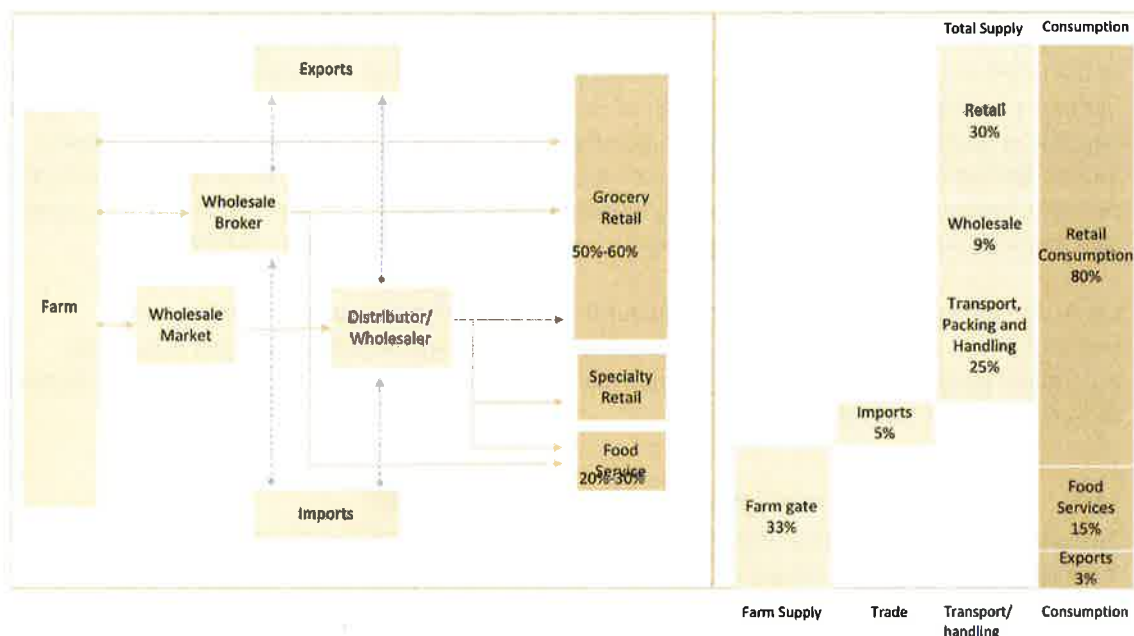 Exports
Farm
Wholesale
Broker
Wholesale
Market
Distributor/
Wholesaler
Imports
Grocery
Retail
50%-60%
Specialty
Retail
Food
Service
20%-30%
Total Supply
Consumption
Retail
30%
Wholesale
9%
Transport,
Packing and
Handling
25%
Imports
5%
Farm gate
33%
Retail
Consumption
80%
Food
Services
15%
Exports
3%
Farm Supply
Trade
Transport/
handling
Consumption